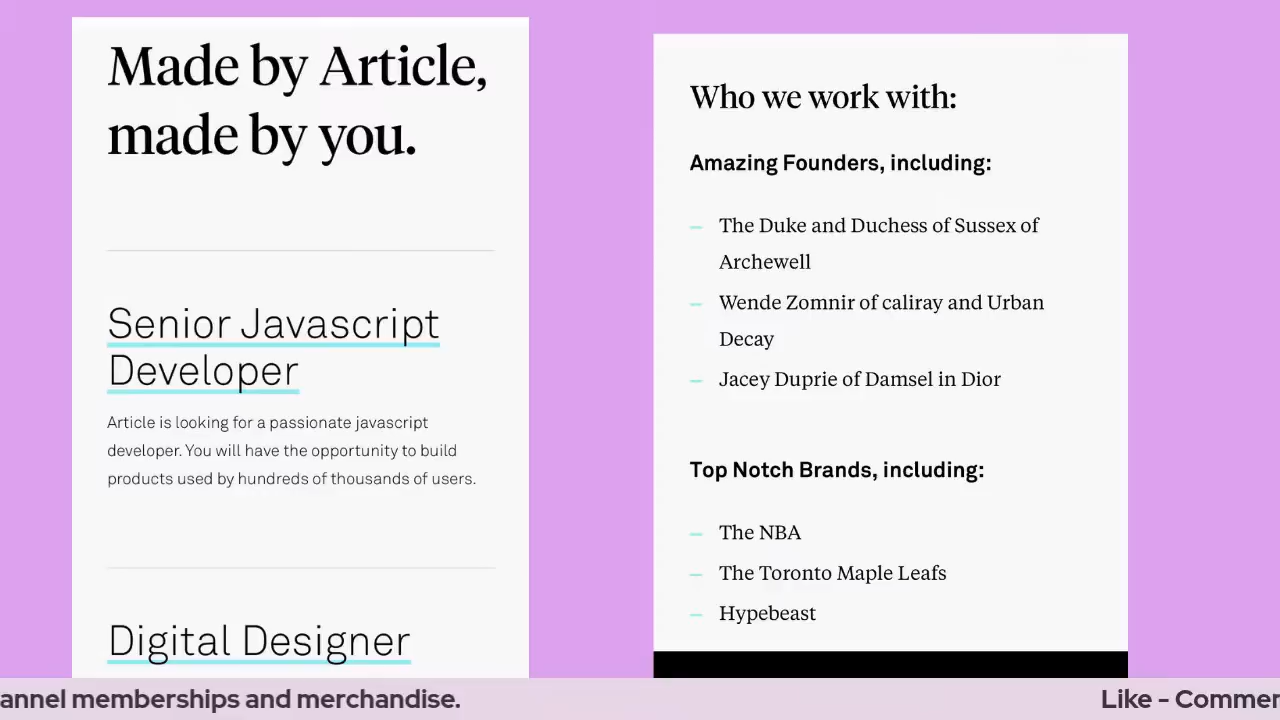 Made by Article,
made by you.
Senior Javascript
Developer
Article is looking for a passionate javascript
developer. You will have the opportunity to build
products used by hundreds of thousands of users.
Digital Designer
Who we work with:
Amazing Founders, including:
– The Duke and Duchess of Sussex of
Archewell
– Wende Zomnir of caliray and Urban
Decay
– Jacey Duprie of Damsel in Dior
Top Notch Brands, including:
– The NBA
– The Toronto Maple Leafs
– Hypebeast
memberships and merchandise.
Like -